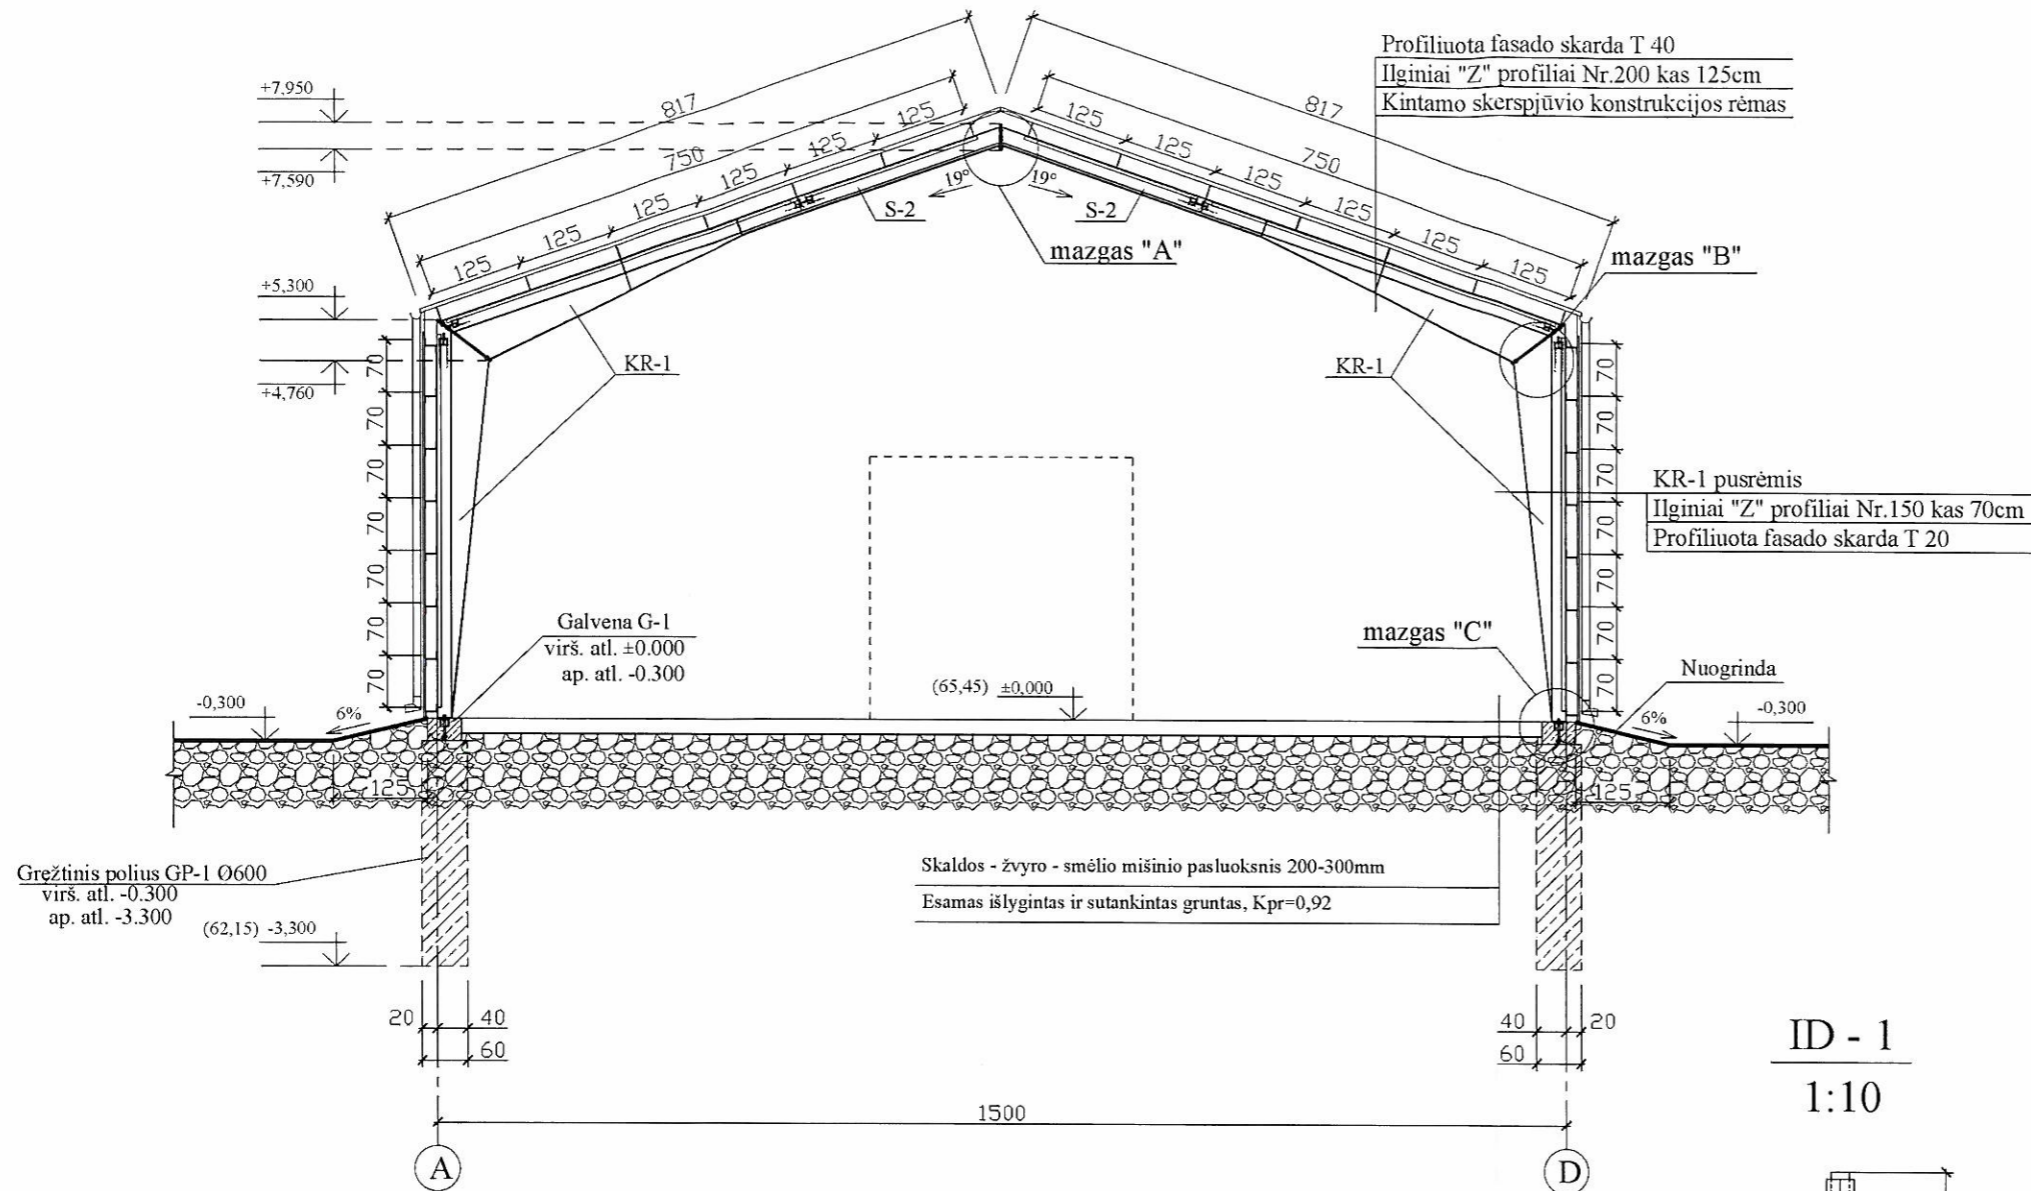 Profiliuota fasado skarda T 40
Ilginiai "Z" profiliai Nr.200 kas 125cm
Kintamo skerspjūvio konstrukcijos rėmas
+7,950
+7,590
817
817
750
750
125
125
125
125
125
125
125
125
125
125
125
125
19°
19°
S-2
S-2
mazgas "A"
mazgas "B"
+5,300
+4,760
KR-1
KR-1
70
70
70
70
70
70
70
70
70
70
70
70
70
70
KR-1 pusrėmis
Ilginiai "Z" profiliai Nr.150 kas 70cm
Profiliuota fasado skarda T 20
Galvena G-1
virš. atl. ±0.000
ap. atl. -0.300
mazgas "C"
Nuogrinda
(65,45) ±0,000
-0,300
6%
6%
-0,300
125
125
Gręžtinis polius GP-1 Ø600
virš. atl. -0.300
ap. atl. -3.300
(62,15) -3,300
Skaldos - žvyro - smėlio mišinio pasluoksnis 200-300mm
Esamas išlygintas ir sutankintas gruntas, Kpr=0,92
20
40
60
40
20
60
ID - 1
1:10
1500
A
D